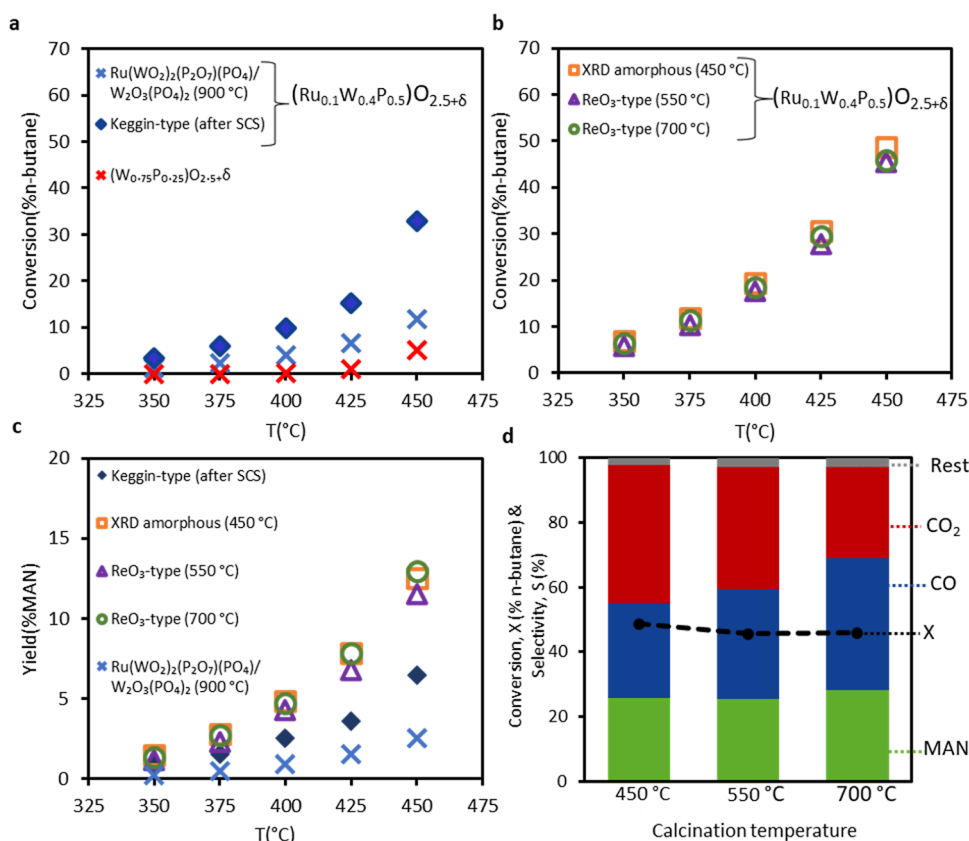 a
Conversion(%n-butane)
70
60
50
40
30
20
10
0
Ru(WO₂)₂(P₂O₇)(PO₄)/
W₂O₃(PO₄)₂ (900 °C)
Keggin-type (after SCS)
(Ru₀.₁W₀.₄P₀.₅)O₂.₅₊δ
(W₀.₇₅P₀.₂₅)O₂.₅₊δ
325 350 375 400 425 450 475
T(°C)
b
Conversion(%n-butane)
70
60
50
40
30
20
10
0
XRD amorphous (450 °C)
ReO₃-type (550 °C)
ReO₃-type (700 °C)
(Ru₀.₁W₀.₄P₀.₅)O₂.₅₊δ
325 350 375 400 425 450 475
T(°C)
c
Yield(%MAN)
20
15
10
5
0
Keggin-type (after SCS)
XRD amorphous (450 °C)
ReO₃-type (550 °C)
ReO₃-type (700 °C)
Ru(WO₂)₂(P₂O₇)(PO₄)/
W₂O₃(PO₄)₂ (900 °C)
325 350 375 400 425 450 475
T(°C)
d
Conversion, X (% n-butane) &
Selectivity, S (%)
100
80
60
40
20
0
Rest
CO₂
CO
X
MAN
450 °C 550 °C 700 °C
Calcination temperature